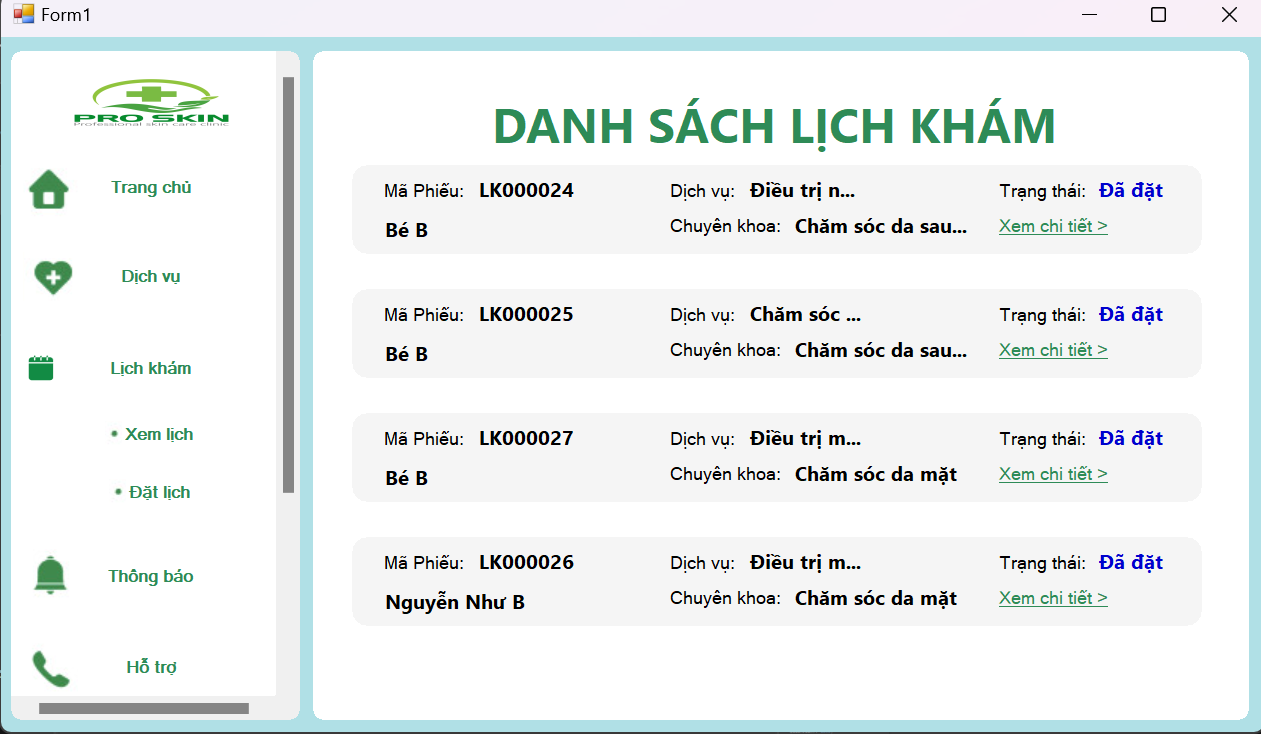 Form1
PRO SKIN
Professional skin care clinic
Trang chủ
Dịch vụ
Lịch khám
• Xem lịch
• Đặt lịch
Thông báo
Hỗ trợ
DANH SÁCH LỊCH KHÁM
Mã Phiếu: LK000024 Dịch vụ: Điều trị n... Trạng thái: Đã đặt
Bé B Chuyên khoa: Chăm sóc da sau... Xem chi tiết >
Mã Phiếu: LK000025 Dịch vụ: Chăm sóc ... Trạng thái: Đã đặt
Bé B Chuyên khoa: Chăm sóc da sau... Xem chi tiết >
Mã Phiếu: LK000027 Dịch vụ: Điều trị m... Trạng thái: Đã đặt
Bé B Chuyên khoa: Chăm sóc da mặt Xem chi tiết >
Mã Phiếu: LK000026 Dịch vụ: Điều trị m... Trạng thái: Đã đặt
Nguyễn Như B Chuyên khoa: Chăm sóc da mặt Xem chi tiết >